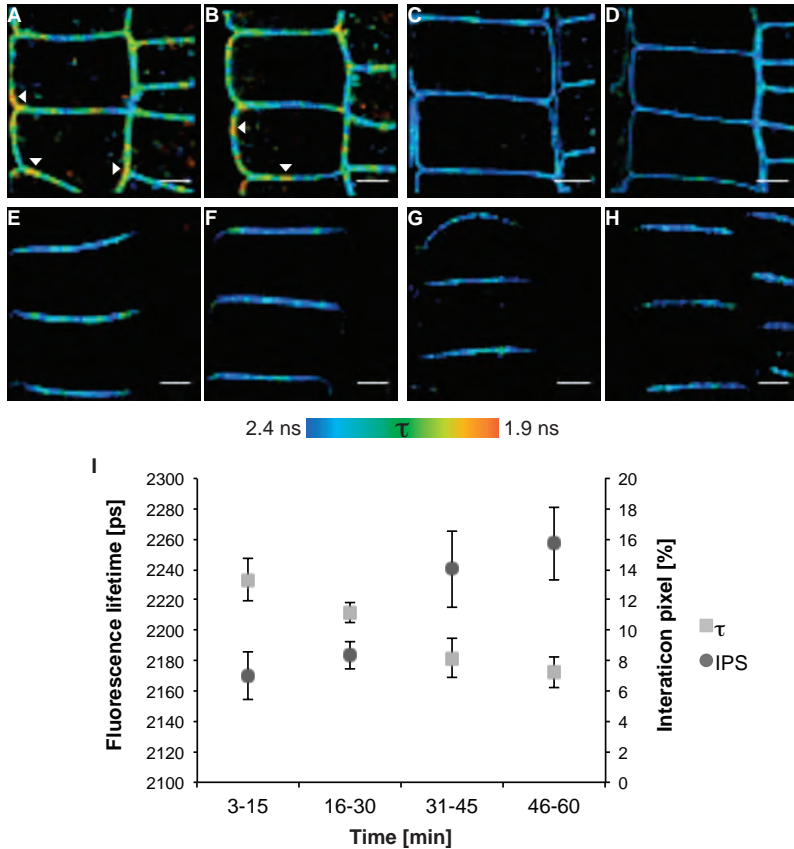 A B C D
E F G H
2.4 ns τ 1.9 ns
I
Fluorescence lifetime [ps]
2300
2280
2260
2240
2220
2200
2180
2160
2140
2120
2100
20
18
16
14
12
10
8
6
4
2
0
Interaticon pixel [%]
τ
IPS
3-15 16-30 31-45 46-60
Time [min]